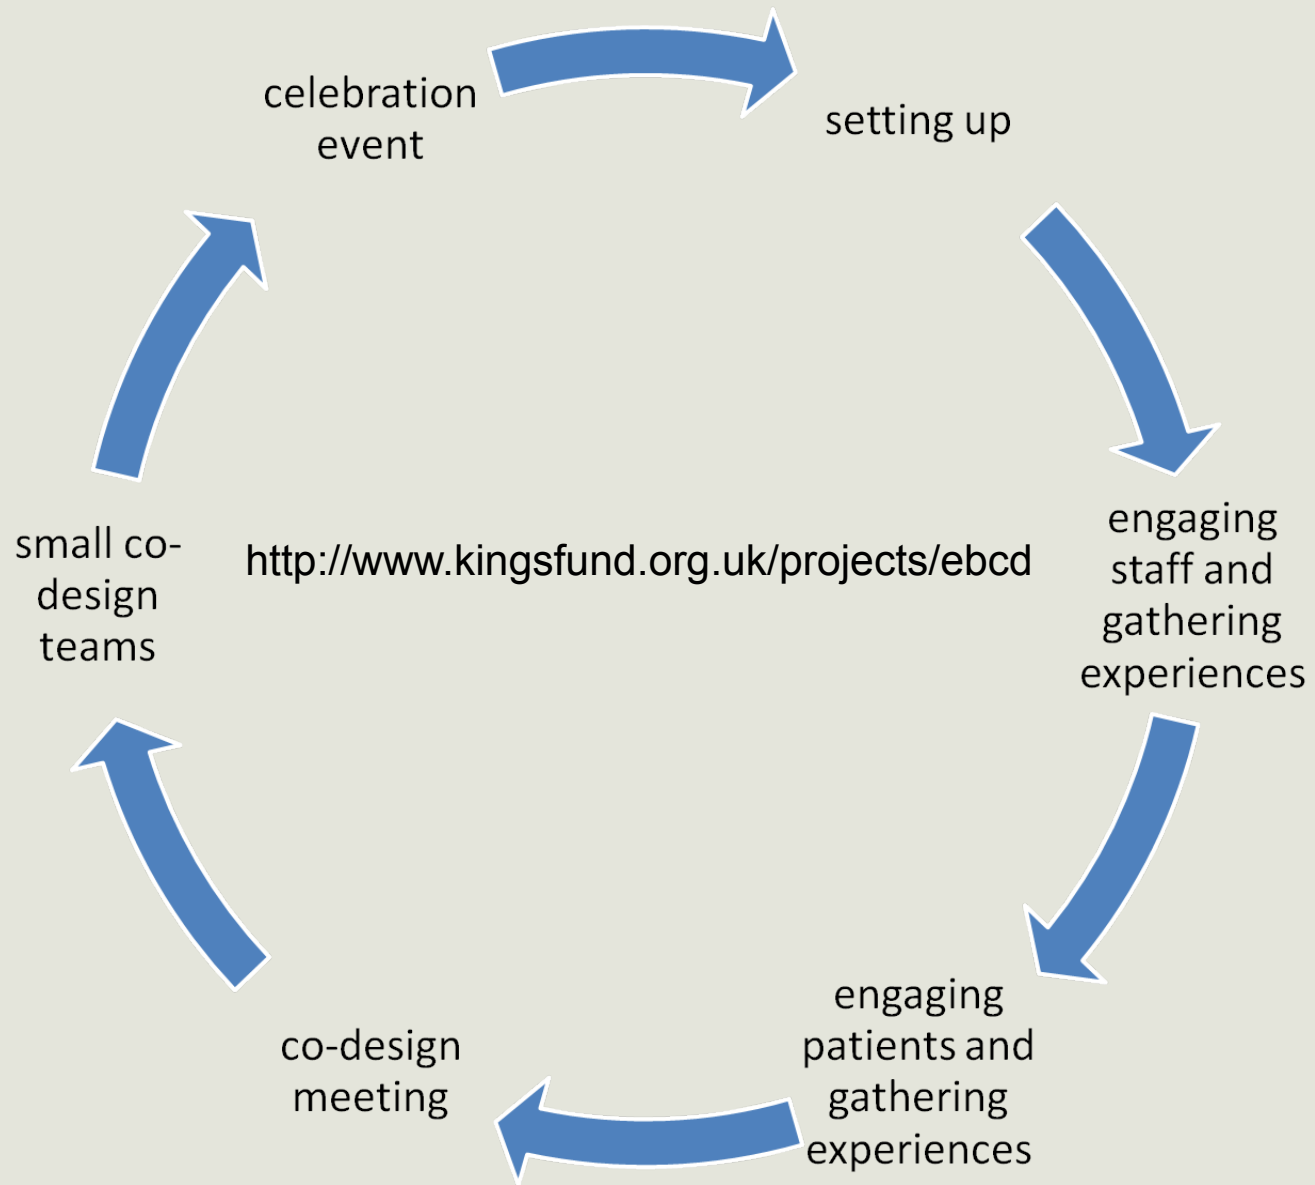 celebration
event
setting up
engaging
staff and
gathering
experiences
engaging
patients and
gathering
experiences
co-design
meeting
small co-
design
teams
http://www.kingsfund.org.uk/projects/ebcd